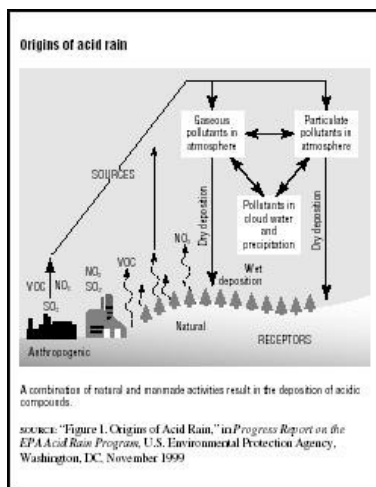 Origins of acid rain
Gaseous
pollutants in
atmosphere
Particulate
pollutants in
atmosphere
SOURCES
Dry deposition
Pollutants in
cloud water
and
precipitation
Dry deposition
VOC NOₓ
SO₂
NOₓ
SO₂
VOC
NOₓ
Wet
deposition
Natural
Anthropogenic
RECEPTORS
A combination of natural and manmade activities result in the deposition of acidic
compounds.
SOURCE: "Figure 1. Origins of Acid Rain," in Progress Report on the
EPA Acid Rain Program, U.S. Environmental Protection Agency,
Washington, DC, November 1999